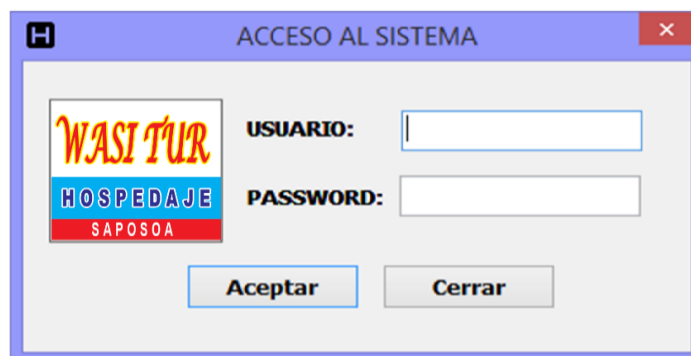 H ACCESO AL SISTEMA ×
WASI TUR
HOSPEDAJE
SAPOSOA
USUARIO:
PASSWORD:
Aceptar Cerrar